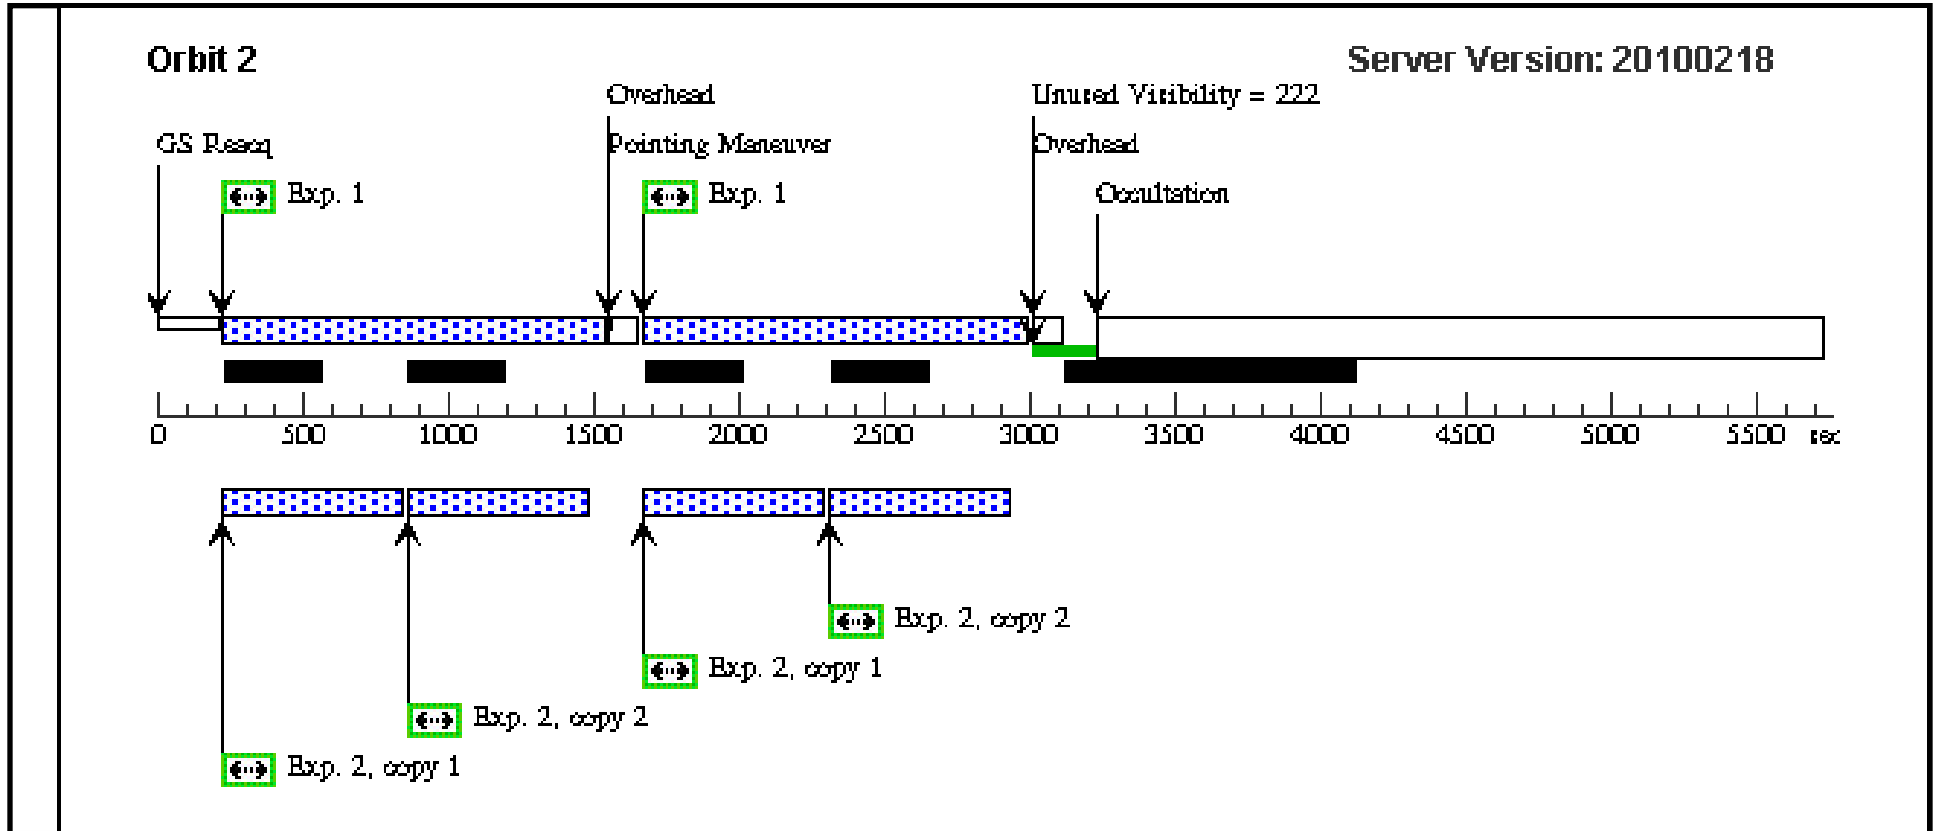 Orbit 2
Server Version: 20100218
Overhead
Unused Visibility = 222
GS Reacq
Pointing Maneuver
Overhead
Exp. 1
Exp. 1
Occultation
0 500 1000 1500 2000 2500 3000 3500 4000 4500 5000 5500 sec
Exp. 2, copy 2
Exp. 2, copy 1
Exp. 2, copy 2
Exp. 2, copy 1